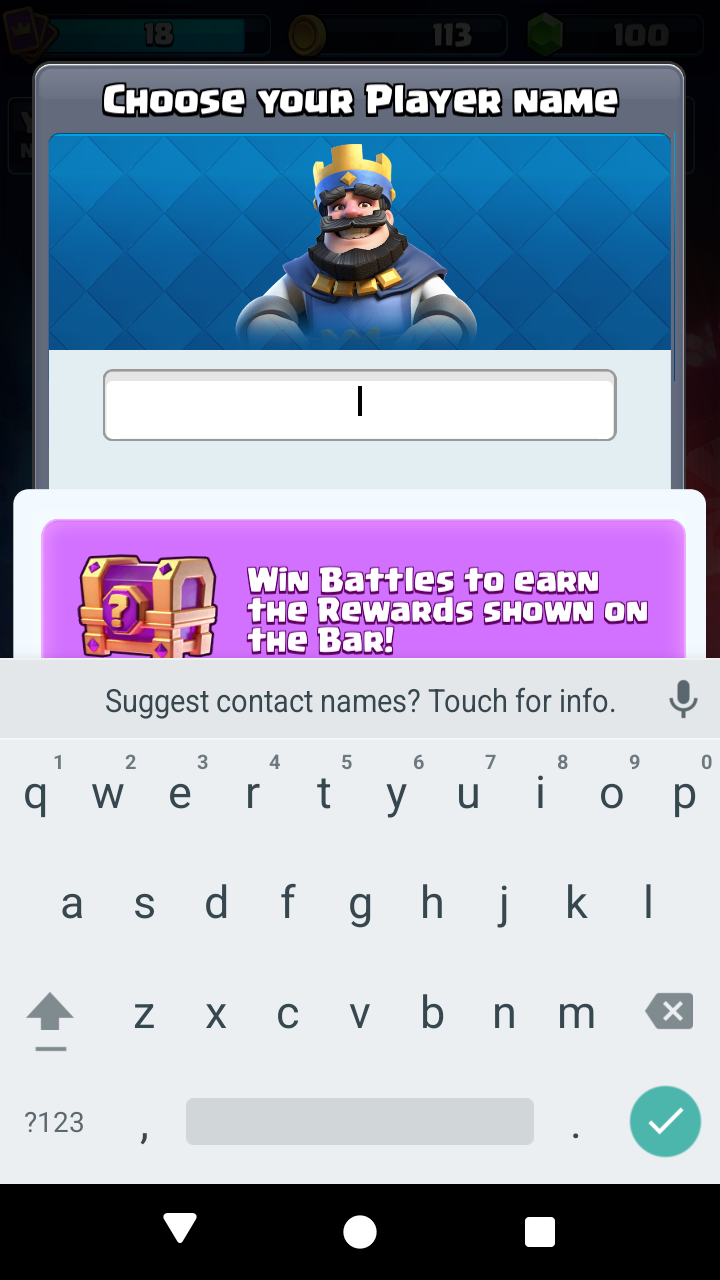 18 113 100
Choose your Player name
Win Battles to earn
the Rewards shown on
the Bar!
Suggest contact names? Touch for info.
1 2 3 4 5 6 7 8 9 0
q w e r t y u i o p
a s d f g h j k l
z x c v b n m
?123 , .